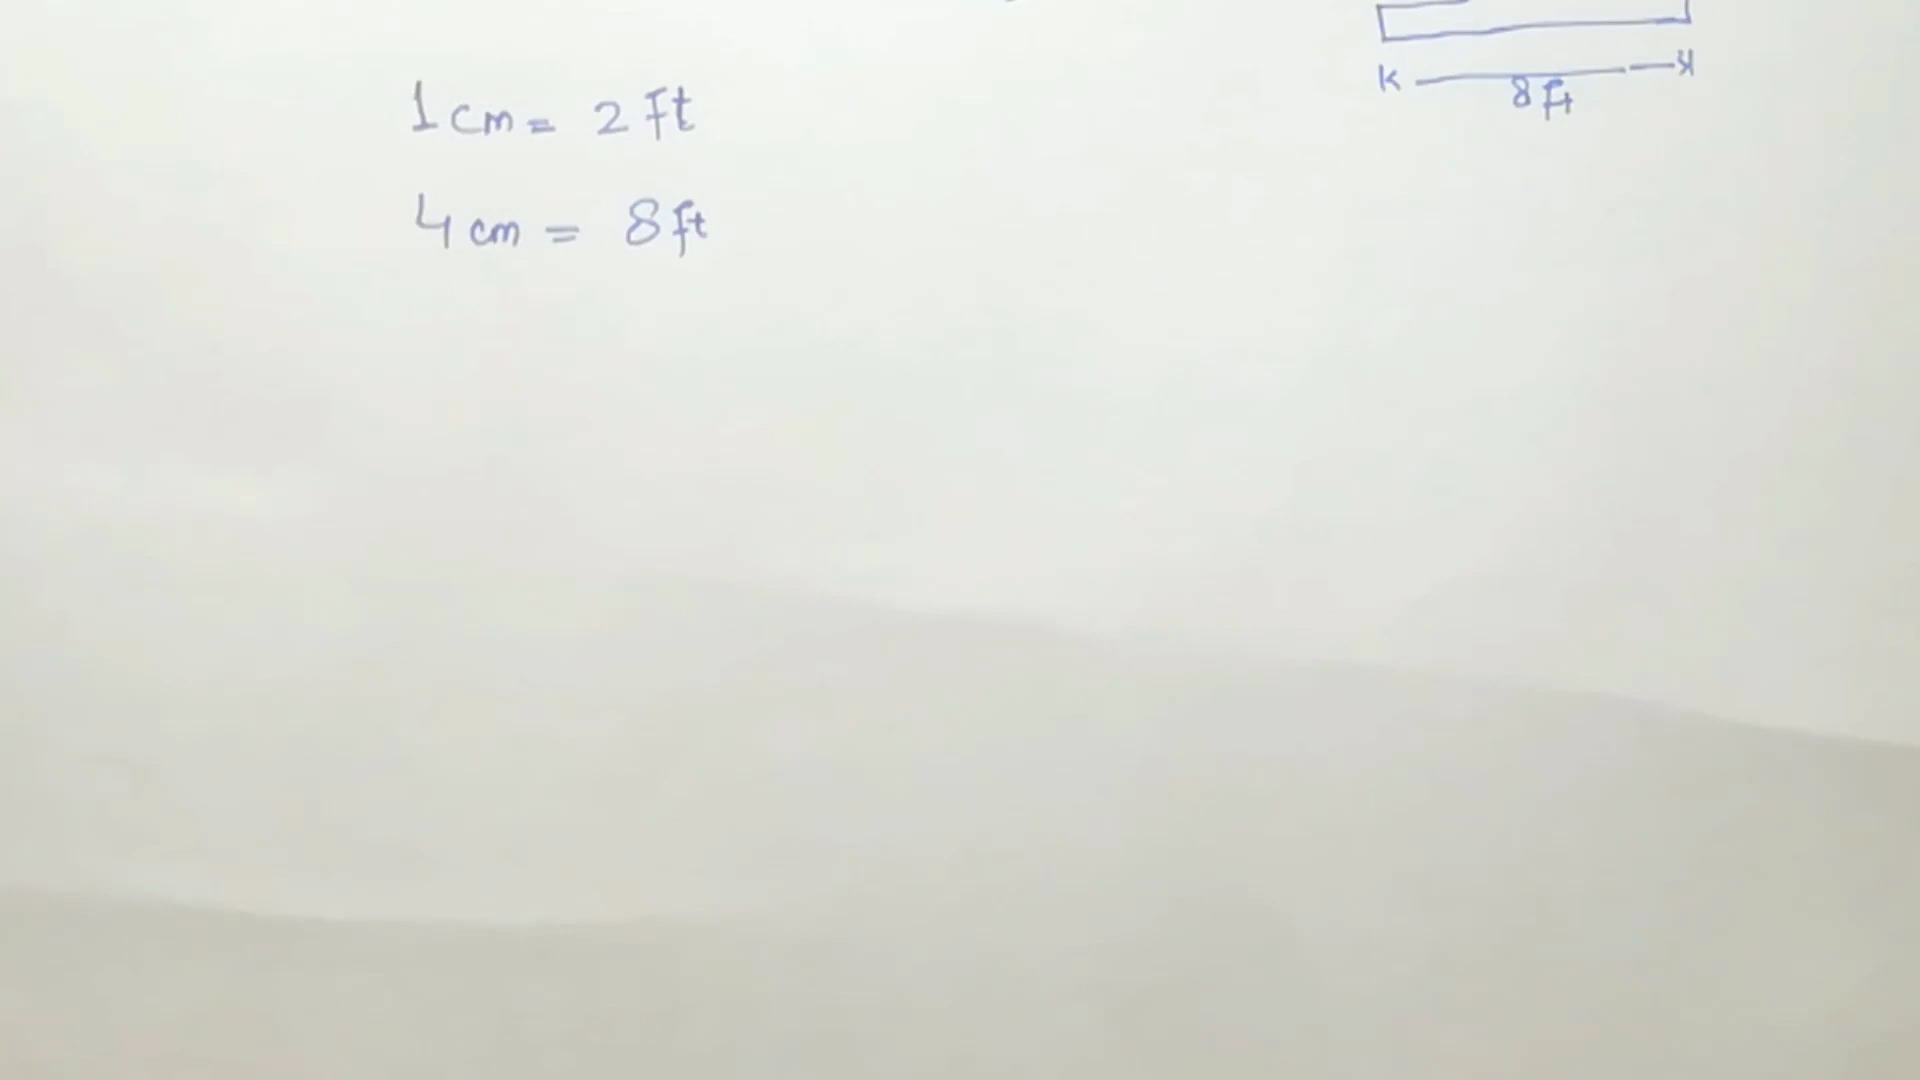 1 cm = 2 ft
4 cm = 8 ft
8 ft